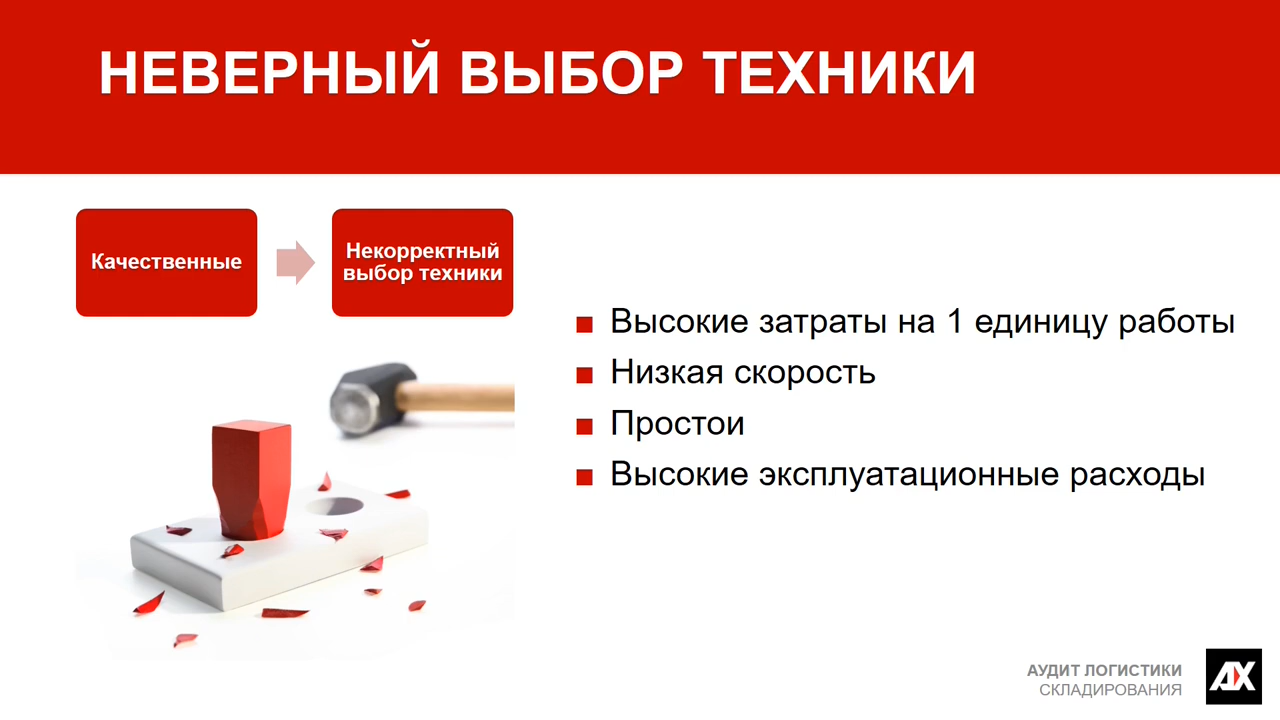 НЕВЕРНЫЙ ВЫБОР ТЕХНИКИ
Качественные
Некорректный
выбор техники
Высокие затраты на 1 единицу работы
Низкая скорость
Простои
Высокие эксплуатационные расходы
АУДИТ ЛОГИСТИКИ
СКЛАДИРОВАНИЯ